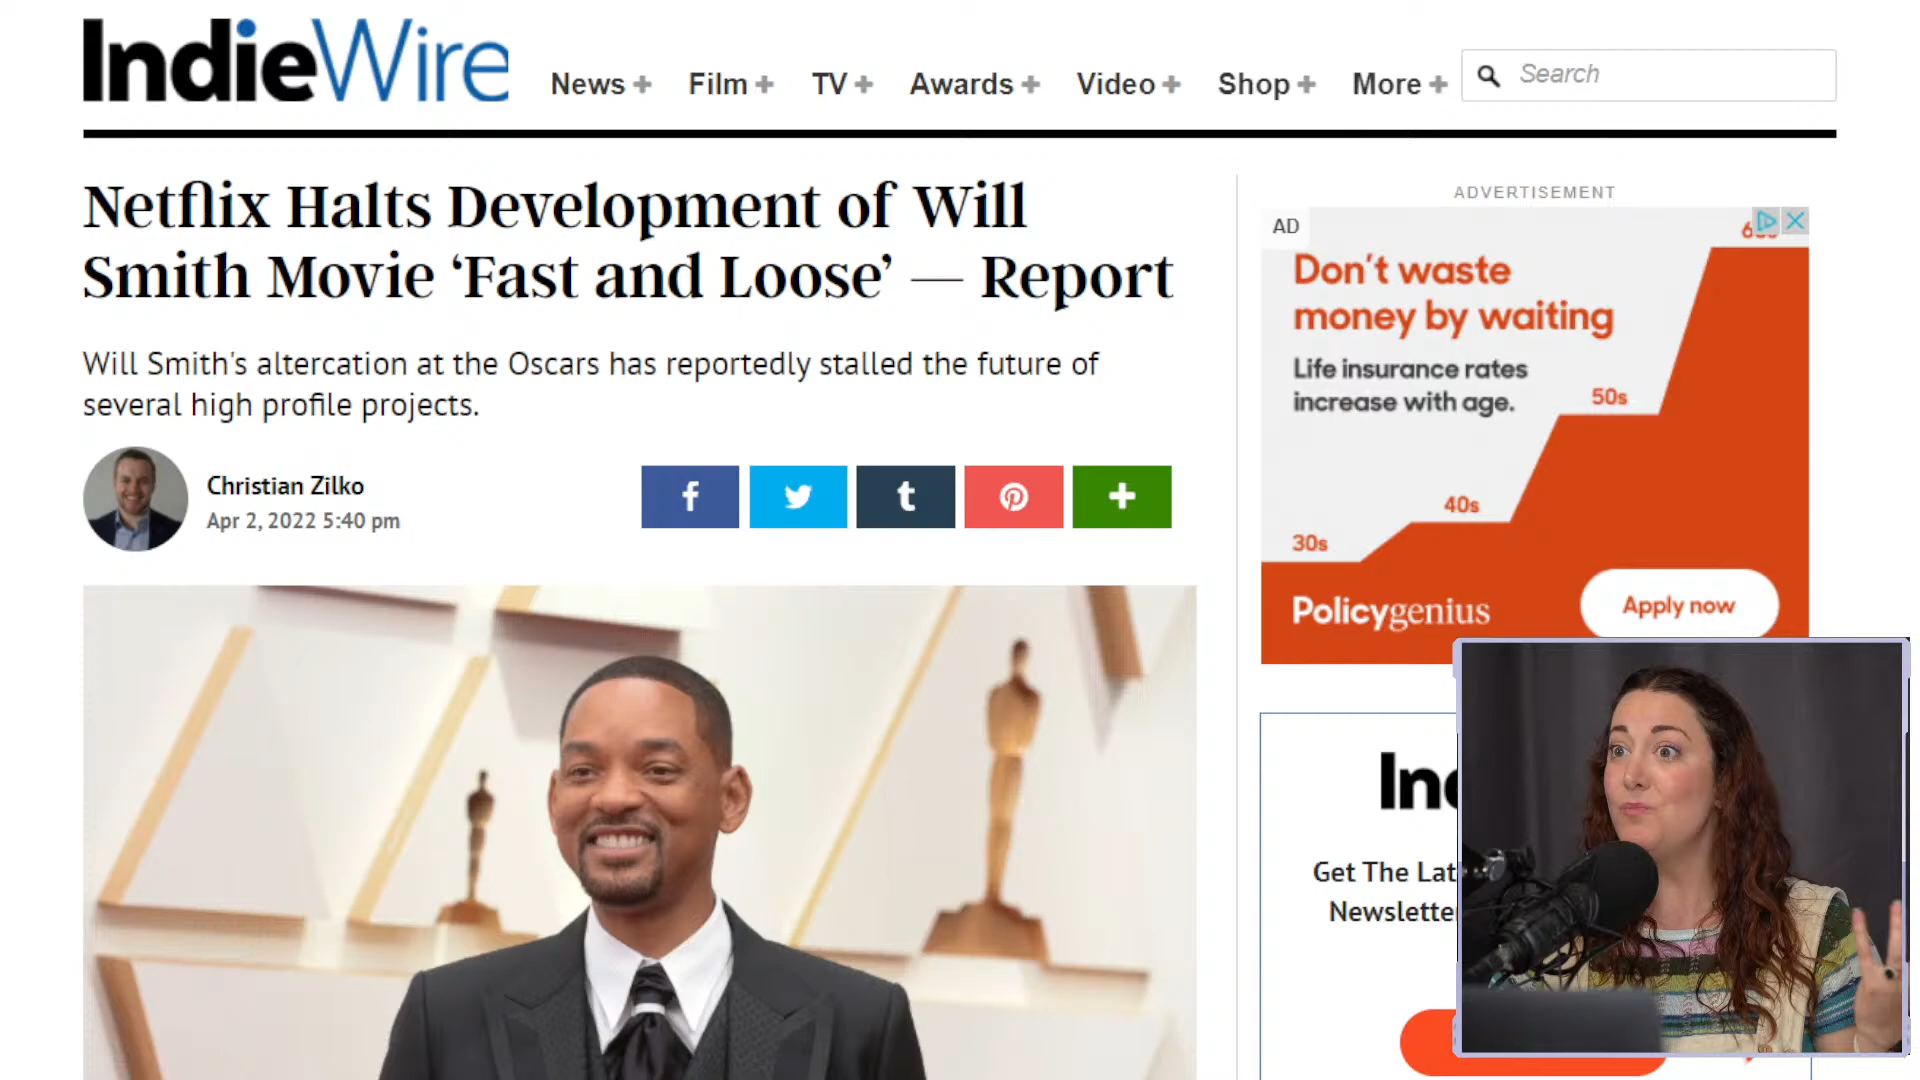 IndieWire
News + Film + TV + Awards + Video + Shop + More +
Search
Netflix Halts Development of Will
Smith Movie ‘Fast and Loose’ — Report
Will Smith's altercation at the Oscars has reportedly stalled the future of
several high profile projects.
Christian Zilko
Apr 2, 2022 5:40 pm
f
t
+
ADVERTISEMENT
AD
Don't waste
money by waiting
Life insurance rates
increase with age.
50s
40s
30s
Policygenius
Apply now
Get The Lat
Newslette